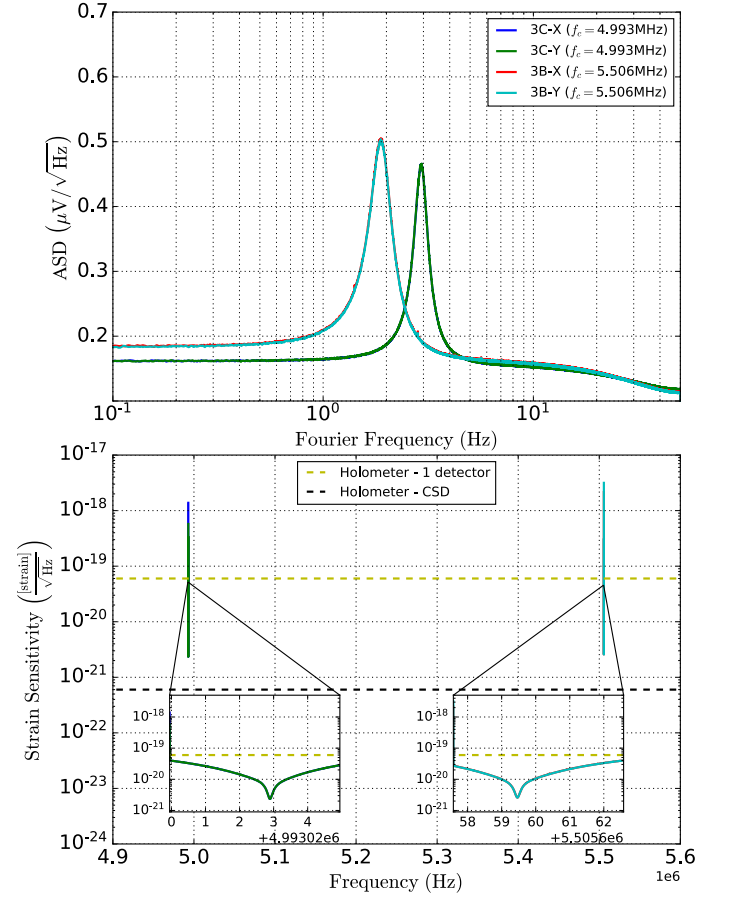 0.7
0.6
0.5
0.4
0.3
0.2
ASD (μV/√Hz)
3C-X (f_c = 4.993MHz)
3C-Y (f_c = 4.993MHz)
3B-X (f_c = 5.506MHz)
3B-Y (f_c = 5.506MHz)
10^-1 10^0 10^1
Fourier Frequency (Hz)
10^-17
10^-18
10^-19
10^-20
10^-21
10^-22
10^-23
10^-24
Strain Sensitivity ([strain]/√Hz)
Holometer - 1 detector
Holometer - CSD
10^-18
10^-19
10^-20
10^-21
0 1 2 3 4
+4.99302e6
10^-18
10^-19
10^-20
10^-21
58 59 60 61 62
+5.5056e6
4.9 5.0 5.2 5.4 5.5 5.6
1e6
Frequency (Hz)